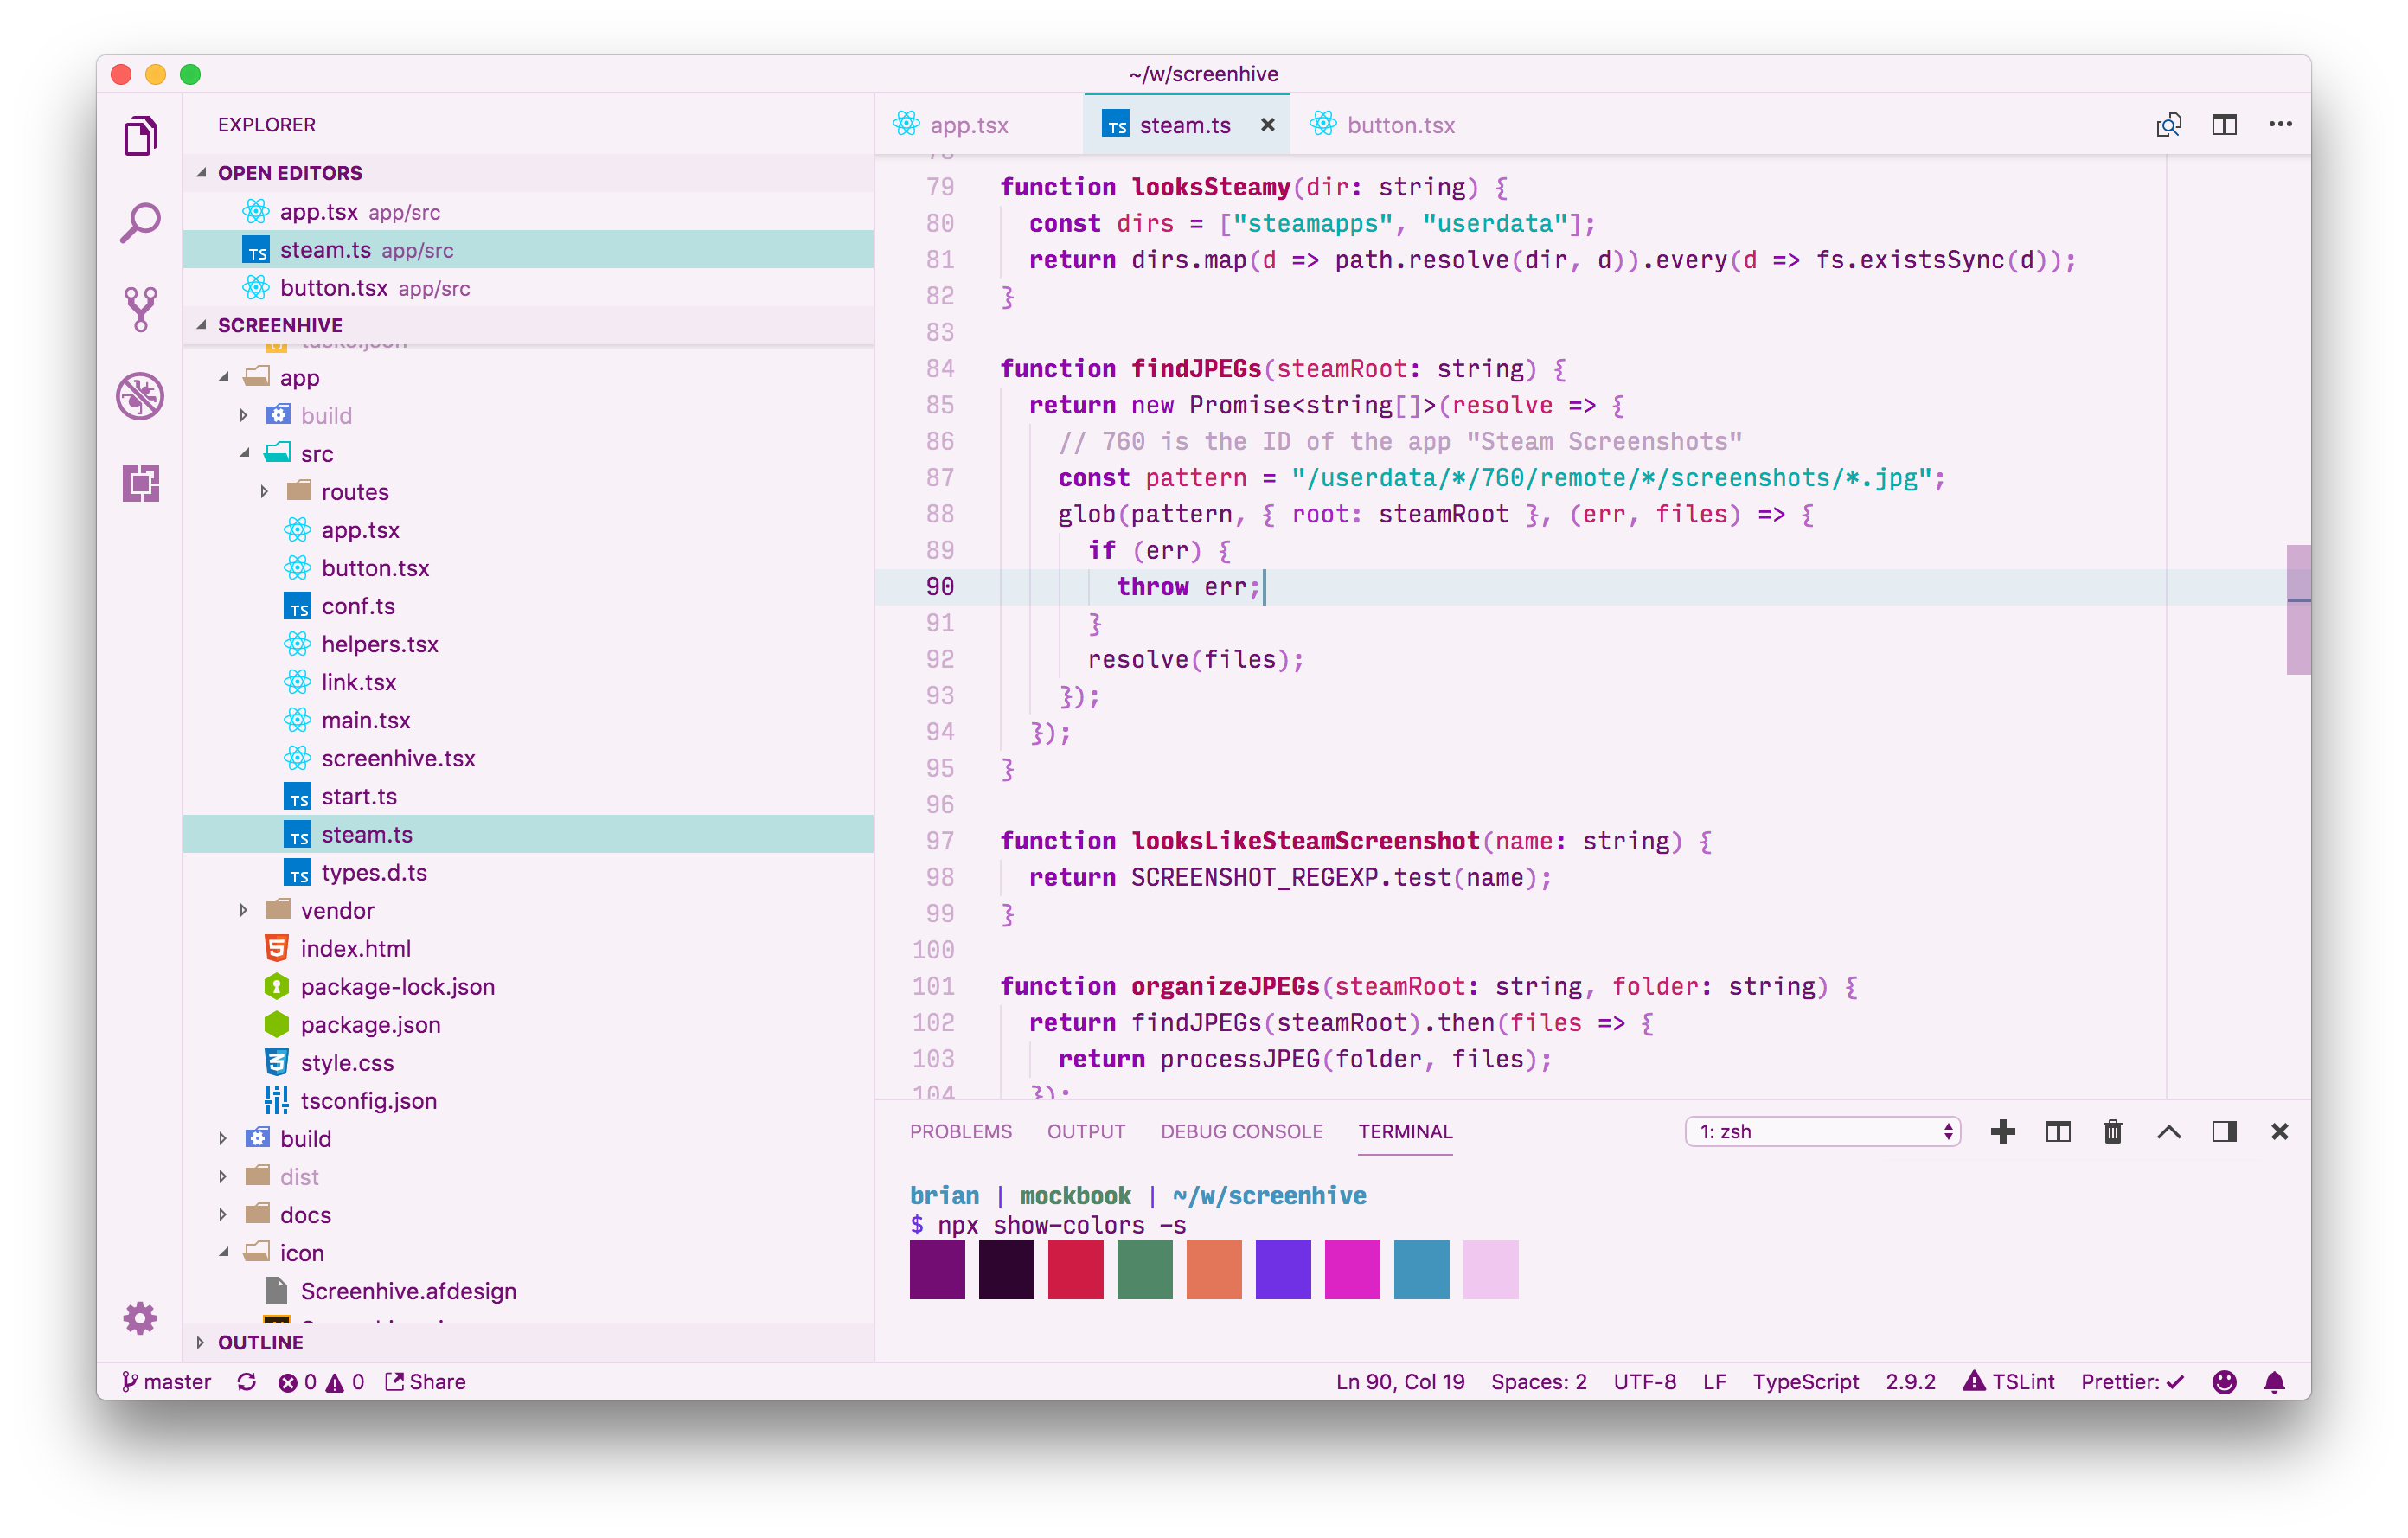 ~/w/screenhive
EXPLORER
OPEN EDITORS
app.tsx app/src
steam.ts app/src
button.tsx app/src
SCREENHIVE
tasks.json
app
build
src
routes
app.tsx
button.tsx
conf.ts
helpers.tsx
link.tsx
main.tsx
screenhive.tsx
start.ts
steam.ts
types.d.ts
vendor
index.html
package-lock.json
package.json
style.css
tsconfig.json
build
dist
docs
icon
Screenhive.afdesign
OUTLINE
app.tsx steam.ts button.tsx
78
79 function looksSteamy(dir: string) {
80 const dirs = ["steamapps", "userdata"];
81 return dirs.map(d => path.resolve(dir, d)).every(d => fs.existsSync(d));
82 }
83
84 function findJPEGs(steamRoot: string) {
85 return new Promise<string[]>(resolve => {
86 // 760 is the ID of the app "Steam Screenshots"
87 const pattern = "/userdata/*/760/remote/*/screenshots/*.jpg";
88 glob(pattern, { root: steamRoot }, (err, files) => {
89 if (err) {
90 throw err;
91 }
92 resolve(files);
93 });
94 });
95 }
96
97 function looksLikeSteamScreenshot(name: string) {
98 return SCREENSHOT_REGEXP.test(name);
99 }
100
101 function organizeJPEGs(steamRoot: string, folder: string) {
102 return findJPEGs(steamRoot).then(files => {
103 return processJPEG(folder, files);
104 });
PROBLEMS OUTPUT DEBUG CONSOLE TERMINAL 1: zsh
brian | mockbook | ~/w/screenhive
$ npx show-colors -s
master 0 0 Share Ln 90, Col 19 Spaces: 2 UTF-8 LF TypeScript 2.9.2 TSLint Prettier: ✓